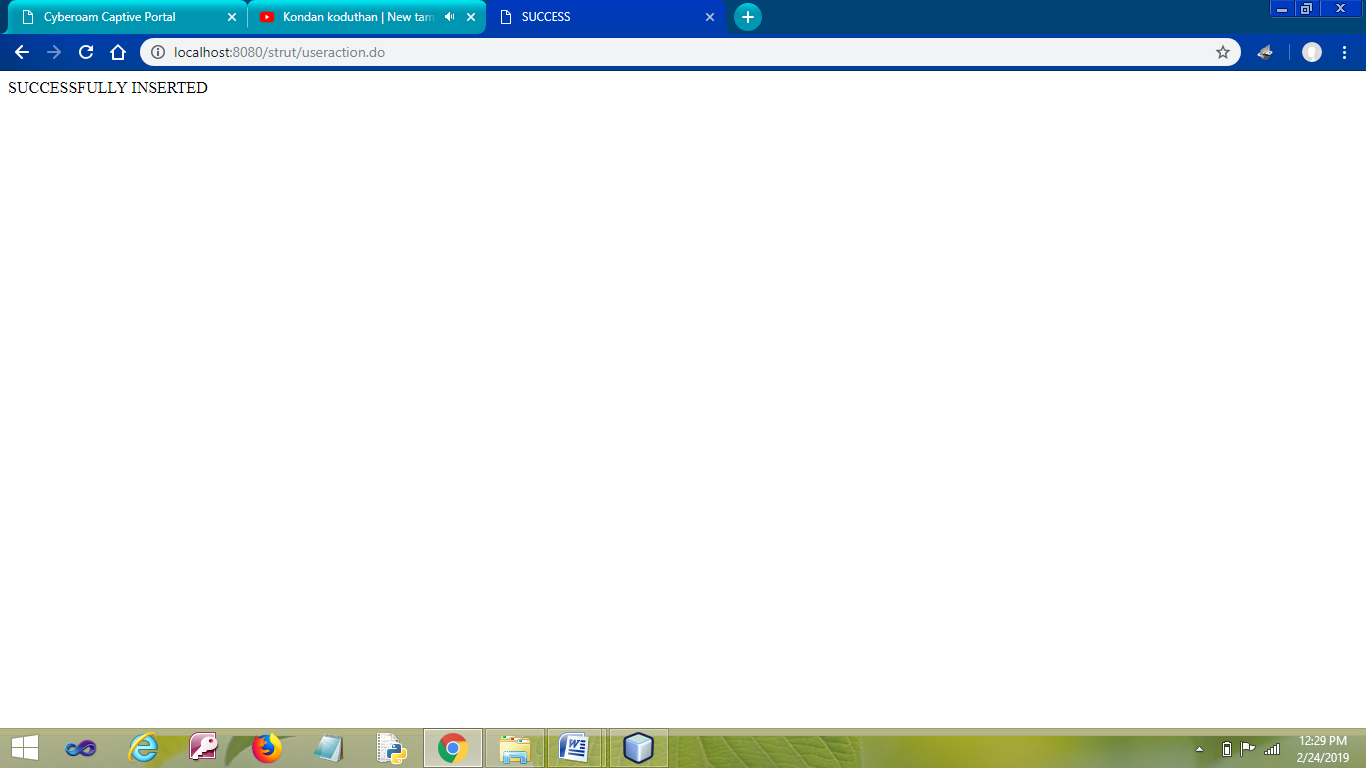 Cyberoam Captive Portal
Kondan koduthan | New tam
SUCCESS
localhost:8080/strut/useraction.do
SUCCESSFULLY INSERTED
12:29 PM
2/24/2019